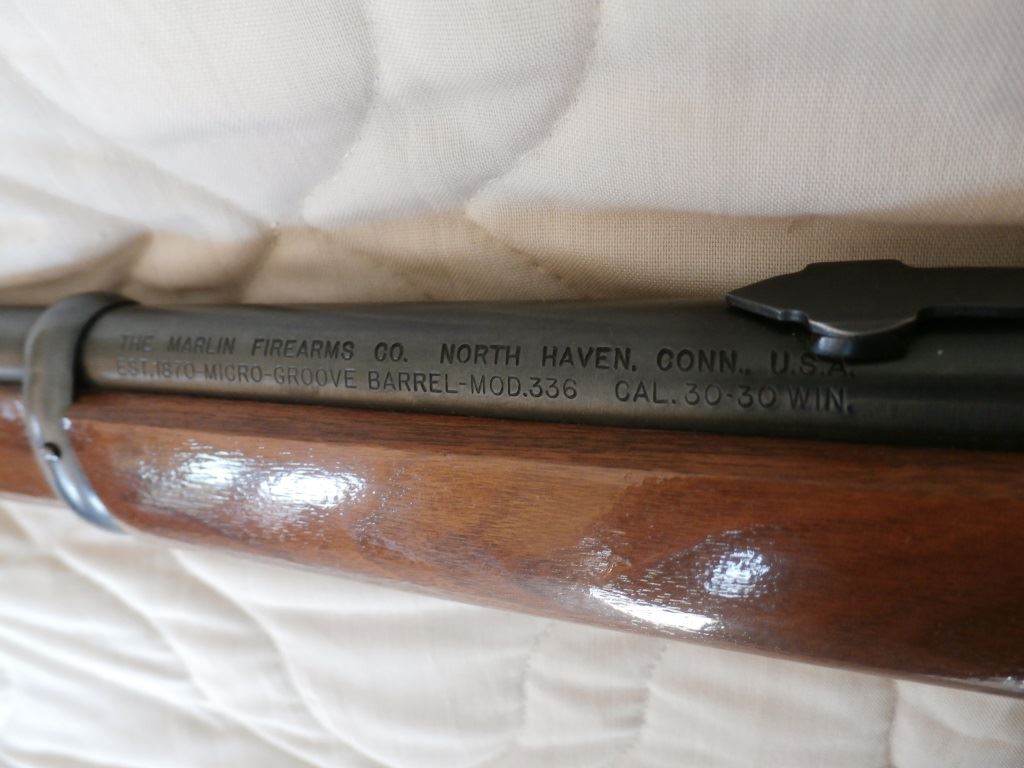 THE MARLIN FIREARMS CO. NORTH HAVEN, CONN., U.S.A.
EST.1870-MICRO-GROOVE BARREL-MOD.336 CAL.30-30 WIN.